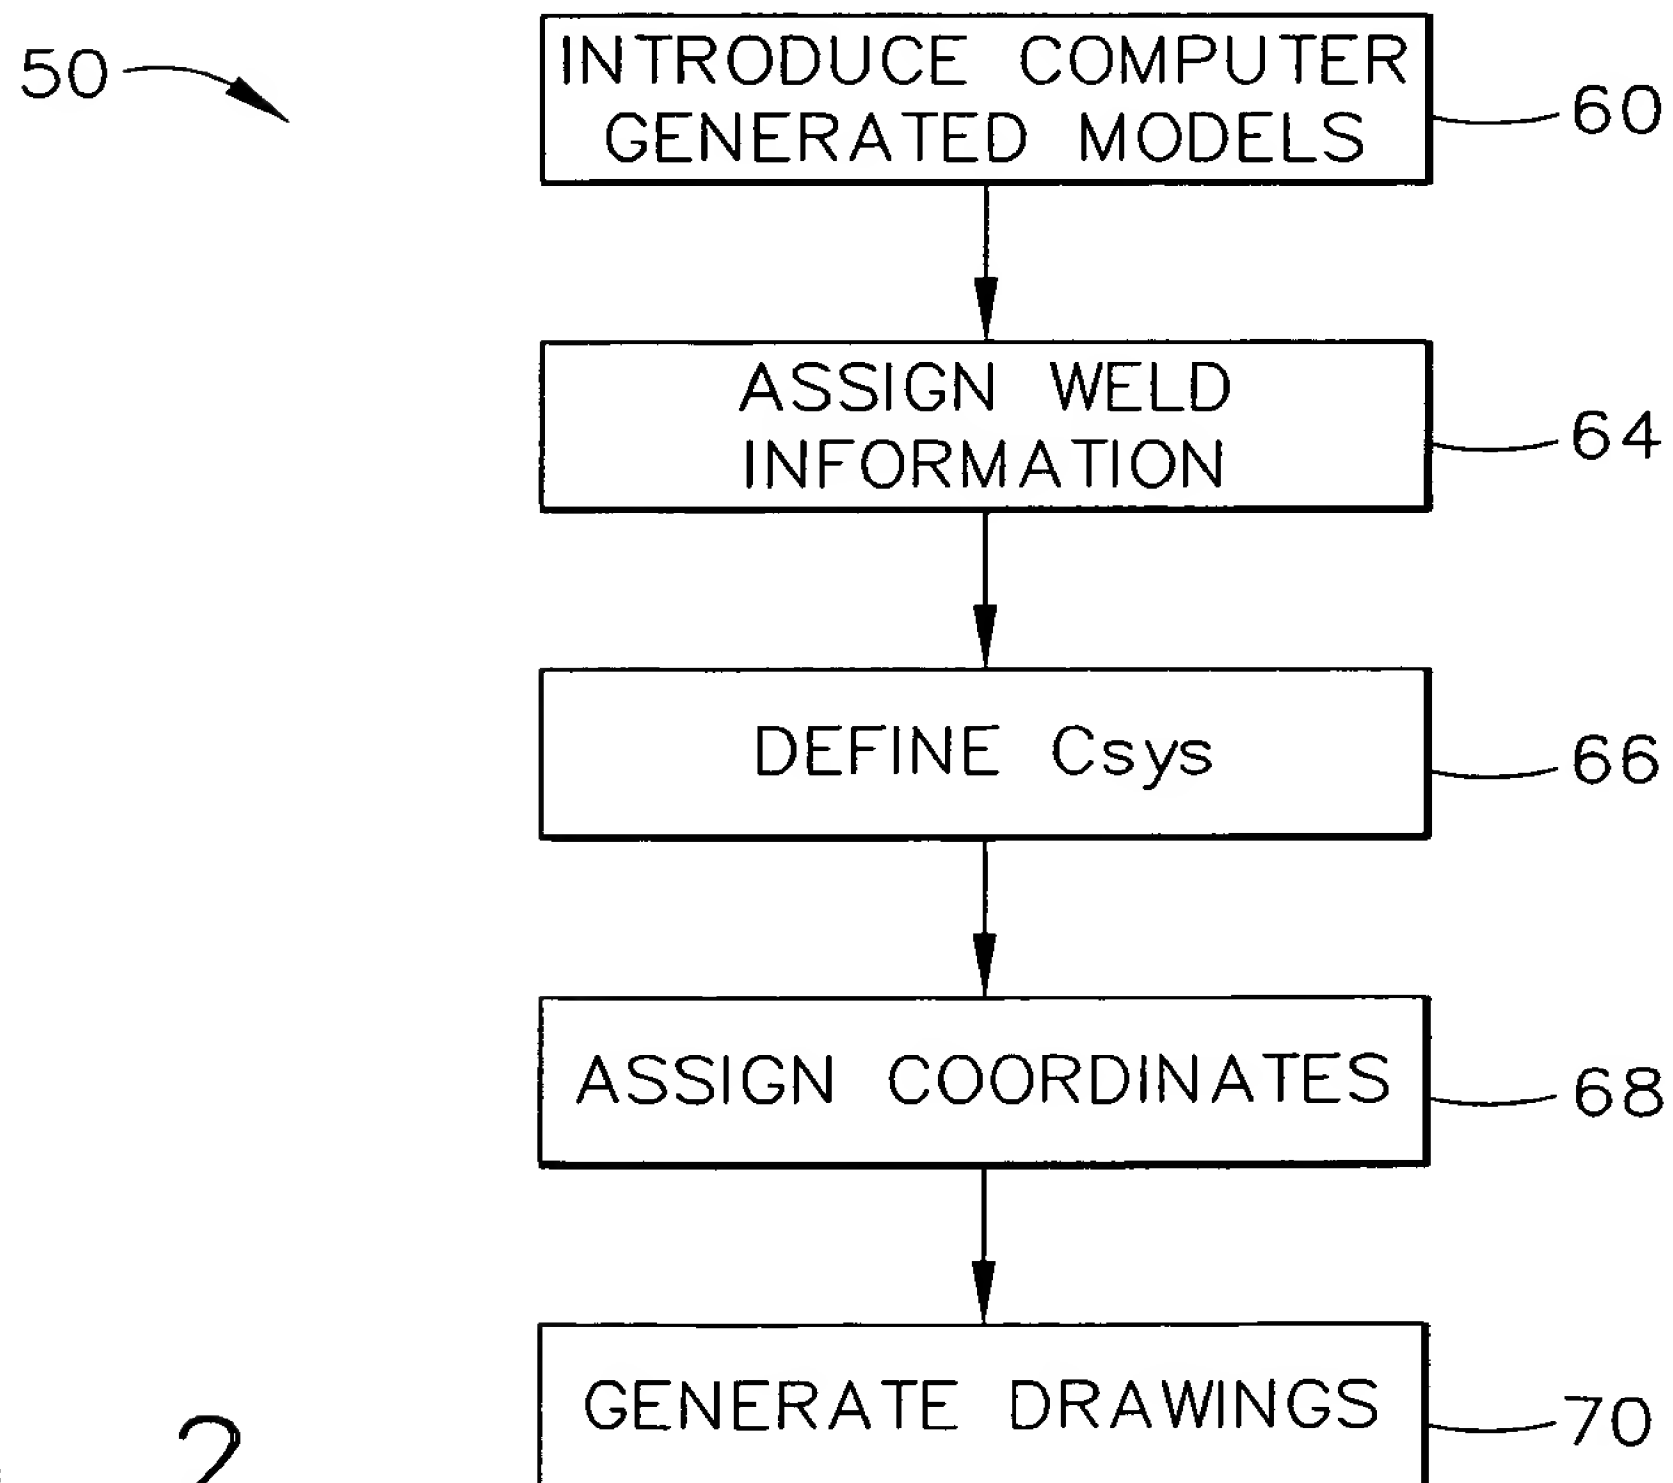 50
INTRODUCE COMPUTER
GENERATED MODELS
60
ASSIGN WELD
INFORMATION
64
DEFINE Csys
66
ASSIGN COORDINATES
68
GENERATE DRAWINGS
70
2